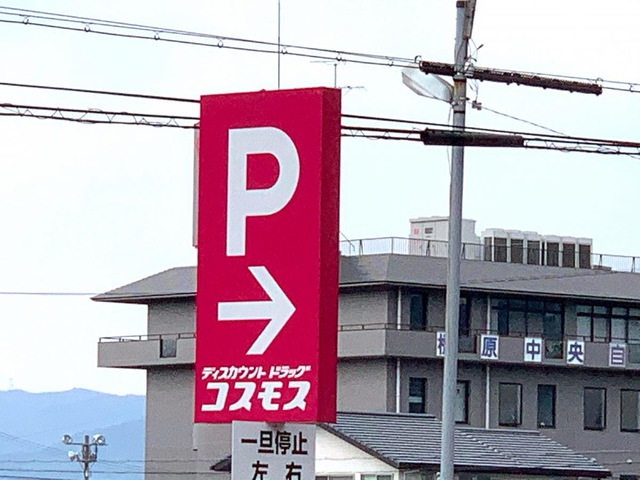 P
→
ディスカウント ドラッグ
コスモス
一旦停止
左右
原中央自